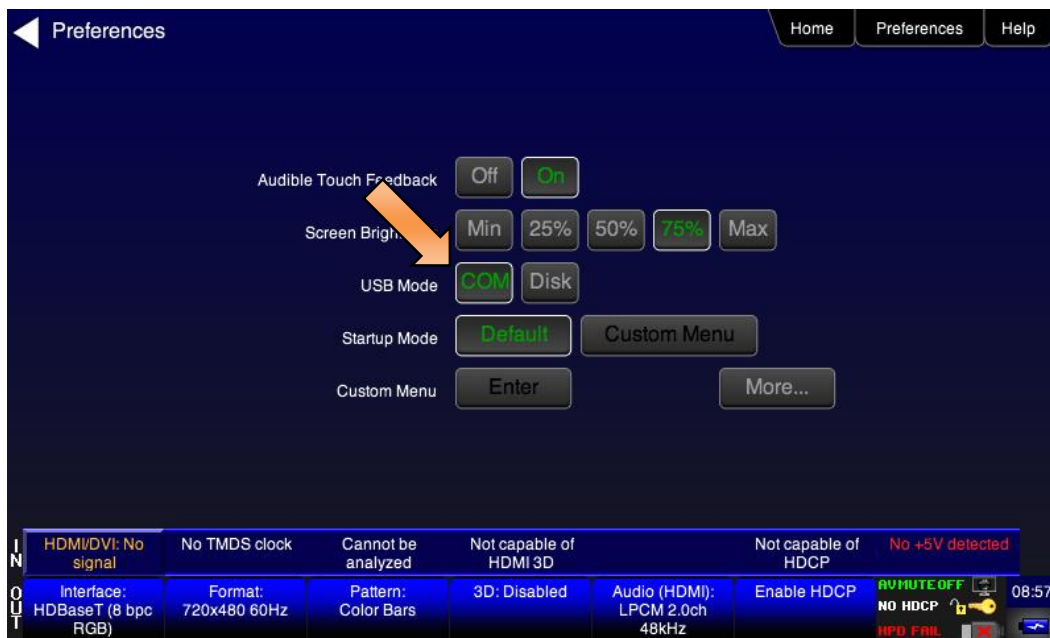 Preferences
Home Preferences Help
Audible Touch Feedback Off On
Screen Brigh Min 25% 50% 75% Max
USB Mode COM Disk
Startup Mode Default Custom Menu
Custom Menu Enter More...
IN
HDMI/DVI: No signal
No TMDS clock
Cannot be analyzed
Not capable of HDMI 3D
Not capable of HDCP
No +5V detected
OUT
Interface: HDBaseT (8 bpc RGB)
Format: 720x480 60Hz
Pattern: Color Bars
3D: Disabled
Audio (HDMI): LPCM 2.0ch 48kHz
Enable HDCP
AVMUTEOFF
NO HDCP
HPD FAIL
08:57